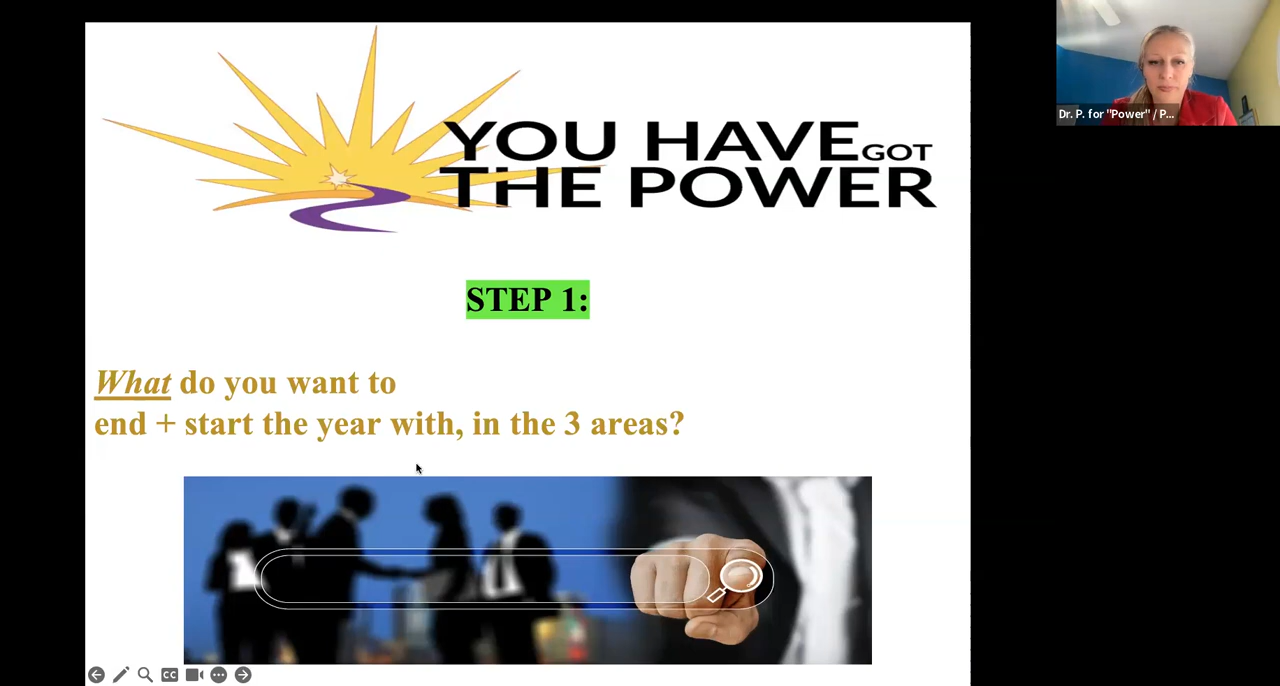 YOU HAVE GOT
THE POWER
Dr. P. for "Power" / P...
STEP 1:
What do you want to
end + start the year with, in the 3 areas?
CC